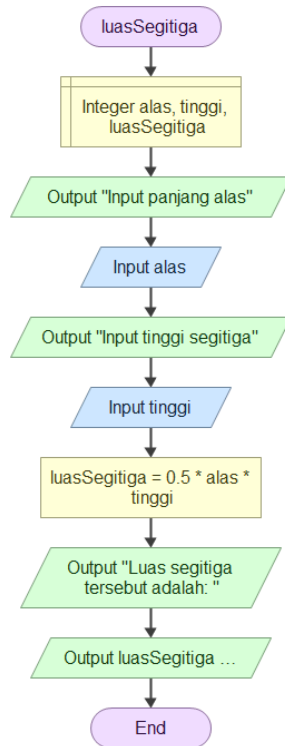 luasSegitiga
Integer alas, tinggi,
luasSegitiga
Output "Input panjang alas"
Input alas
Output "Input tinggi segitiga"
Input tinggi
luasSegitiga = 0.5 * alas *
tinggi
Output "Luas segitiga
tersebut adalah: "
Output luasSegitiga ...
End